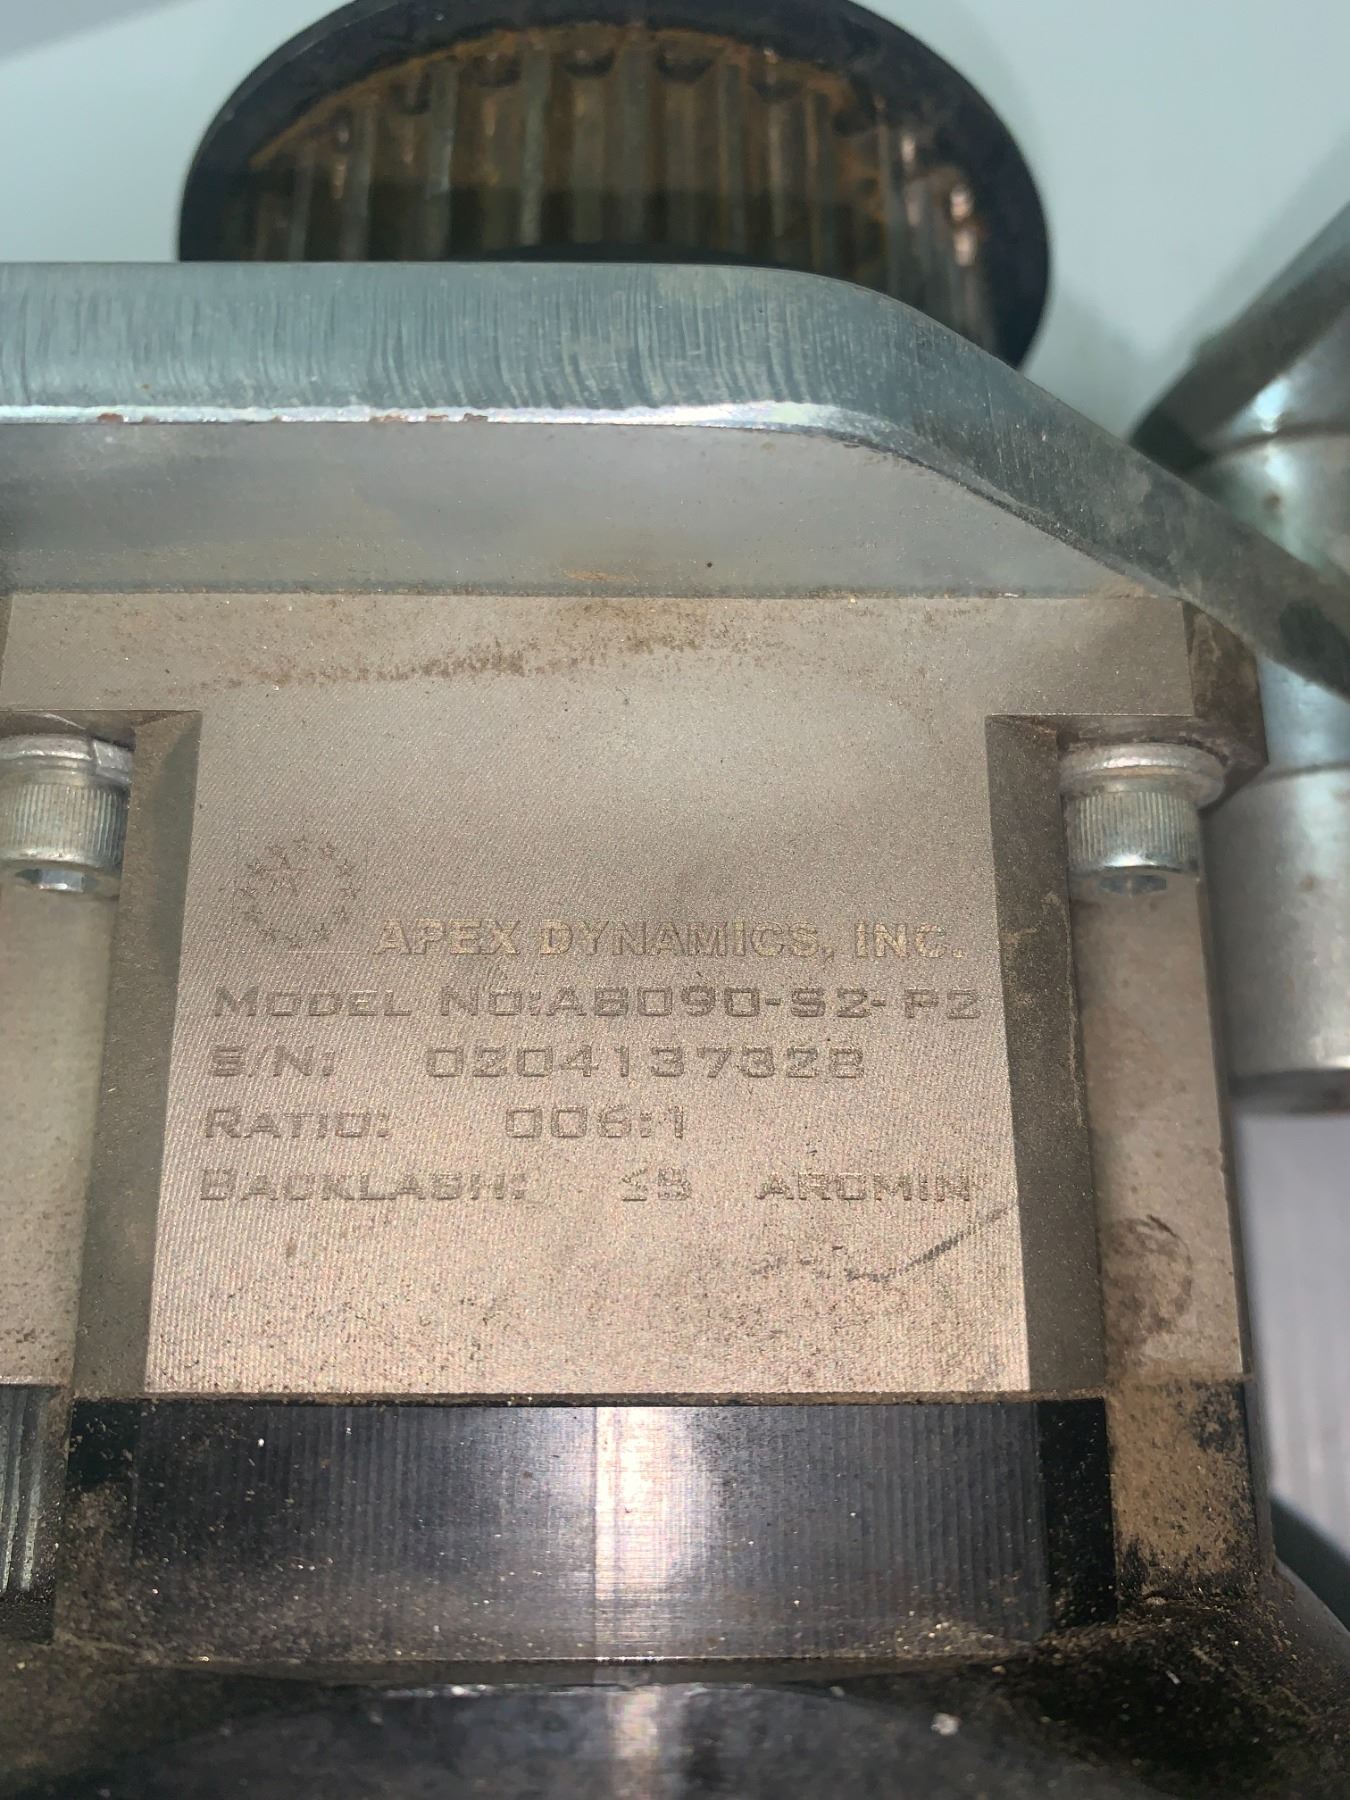 APEX DYNAMICS, INC.
MODEL NO:AB090-S2-P2
S/N: 0204137328
RATIO: 006:1
BACKLASH: ≤5 ARCMIN